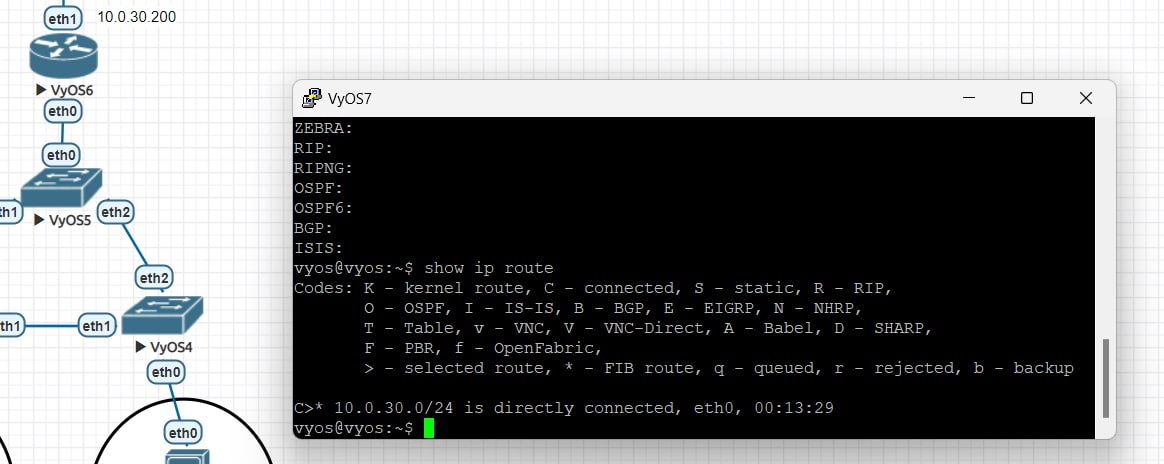 eth1
10.0.30.200
VyOS6
eth0
eth0
th1
VyOS5
eth2
eth2
th1
eth1
VyOS4
eth0
eth0
VyOS7
ZEBRA:
RIP:
RIPNG:
OSPF:
OSPF6:
BGP:
ISIS:
vyos@vyos:~$ show ip route
Codes: K - kernel route, C - connected, S - static, R - RIP,
O - OSPF, I - IS-IS, B - BGP, E - EIGRP, N - NHRP,
T - Table, v - VNC, V - VNC-Direct, A - Babel, D - SHARP,
F - PBR, f - OpenFabric,
> - selected route, * - FIB route, q - queued, r - rejected, b - backup
C>* 10.0.30.0/24 is directly connected, eth0, 00:13:29
vyos@vyos:~$